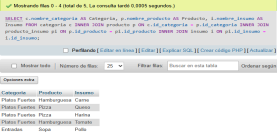 Mostrando filas 0 - 4 (total de 5, La consulta tardó 0,0005 segundos.)
SELECT c.nombre_categoria AS Categoria, p.nombre_producto AS Producto, i.nombre_insumo AS
Insumo FROM categoria c INNER JOIN producto p ON c.id_categoria = p.id_categoria INNER JOIN
producto_insumo pi ON p.id_producto = pi.id_producto INNER JOIN insumo i ON pi.id_insumo =
i.id_insumo;
Perfilando [ Editar en línea ] [ Editar ] [ Explicar SQL ] [ Crear código PHP ] [ Actualizar ]
Mostrar todo Número de filas: 25 Filtrar filas: Buscar en esta tabla Ordenar según
Opciones extra
Categoria Producto Insumo
Platos Fuertes Hamburguesa Carne
Platos Fuertes Pizza Queso
Platos Fuertes Pizza Harina
Platos Fuertes Hamburguesa Tomate
Entradas Sopa Pollo